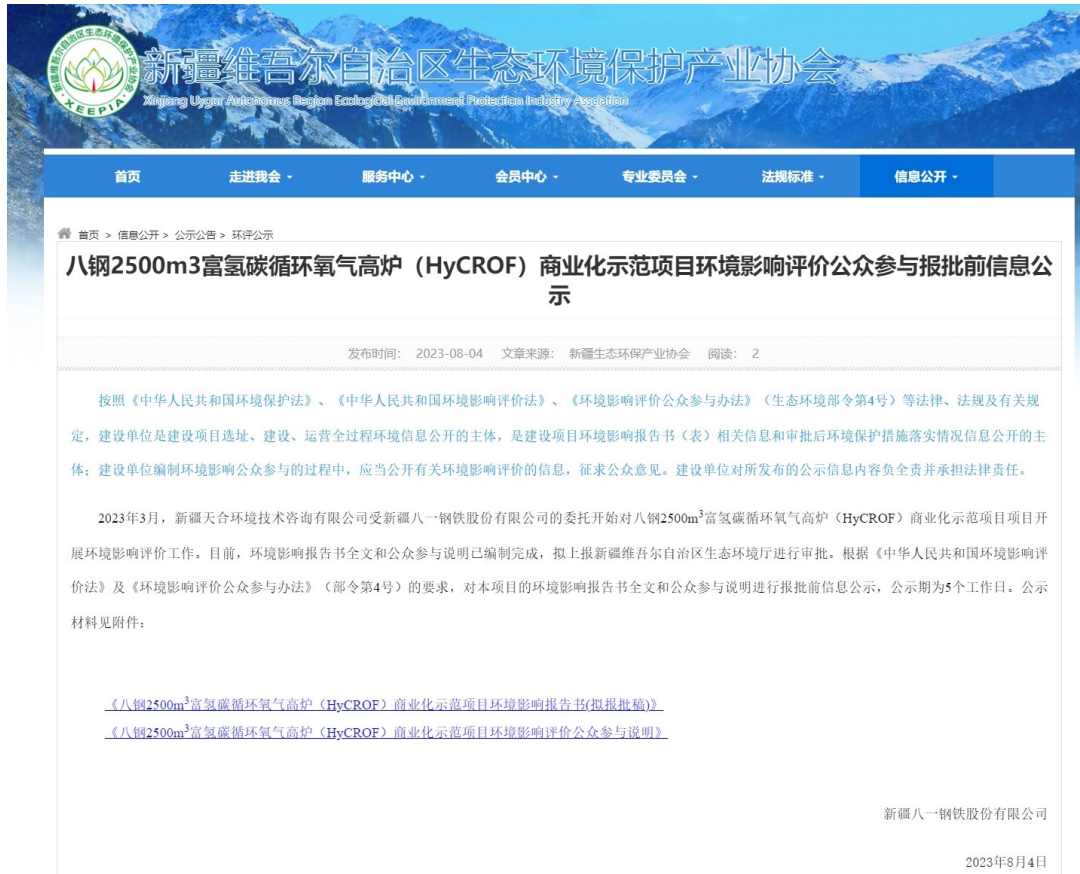 新疆维吾尔自治区生态环境保护产业协会
XEEPIA
新疆维吾尔自治区生态环境保护产业协会
Xinjiang Uygur Autonomous Region Ecological Environment Protection Industry Assciation
首页 走进我会 服务中心 会员中心 专业委员会 法规标准 信息公开
首页 > 信息公开 > 公示公告 > 环评公示
八钢2500m3富氢碳循环氧气高炉（HyCROF）商业化示范项目环境影响评价公众参与报批前信息公
示
发布时间： 2023-08-04 文章来源： 新疆生态环保产业协会 阅读： 2
按照《中华人民共和国环境保护法》、《中华人民共和国环境影响评价法》、《环境影响评价公众参与办法》（生态环境部令第4号）等法律、法规及有关规
定，建设单位是建设项目选址、建设、运营全过程环境信息公开的主体，是建设项目环境影响报告书（表）相关信息和审批后环境保护措施落实情况信息公开的主
体；建设单位编制环境影响公众参与的过程中，应当公开有关环境影响评价的信息，征求公众意见。建设单位对所发布的公示信息内容负全责并承担法律责任。
2023年3月，新疆天合环境技术咨询有限公司受新疆八一钢铁股份有限公司的委托开始对八钢2500m³富氢碳循环氧气高炉（HyCROF）商业化示范项目项目开
展环境影响评价工作。目前，环境影响报告书全文和公众参与说明已编制完成，拟上报新疆维吾尔自治区生态环境厅进行审批。根据《中华人民共和国环境影响评
价法》及《环境影响评价公众参与办法》（部令第4号）的要求，对本项目的环境影响报告书全文和公众参与说明进行报批前信息公示，公示期为5个工作日。公示
材料见附件：
《八钢2500m³富氢碳循环氧气高炉（HyCROF）商业化示范项目环境影响报告书(拟报批稿)》
《八钢2500m³富氢碳循环氧气高炉（HyCROF）商业化示范项目环境影响评价公众参与说明》
新疆八一钢铁股份有限公司
2023年8月4日